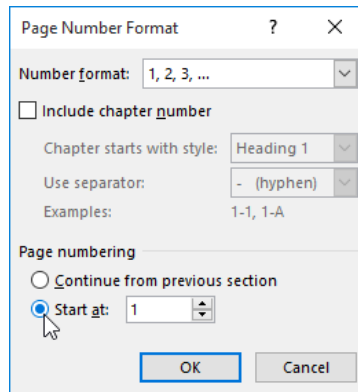 Page Number Format ?
Number format: 1, 2, 3, ...
Include chapter number
Chapter starts with style: Heading 1
Use separator: - (hyphen)
Examples: 1-1, 1-A
Page numbering
Continue from previous section
Start at: 1
OK Cancel